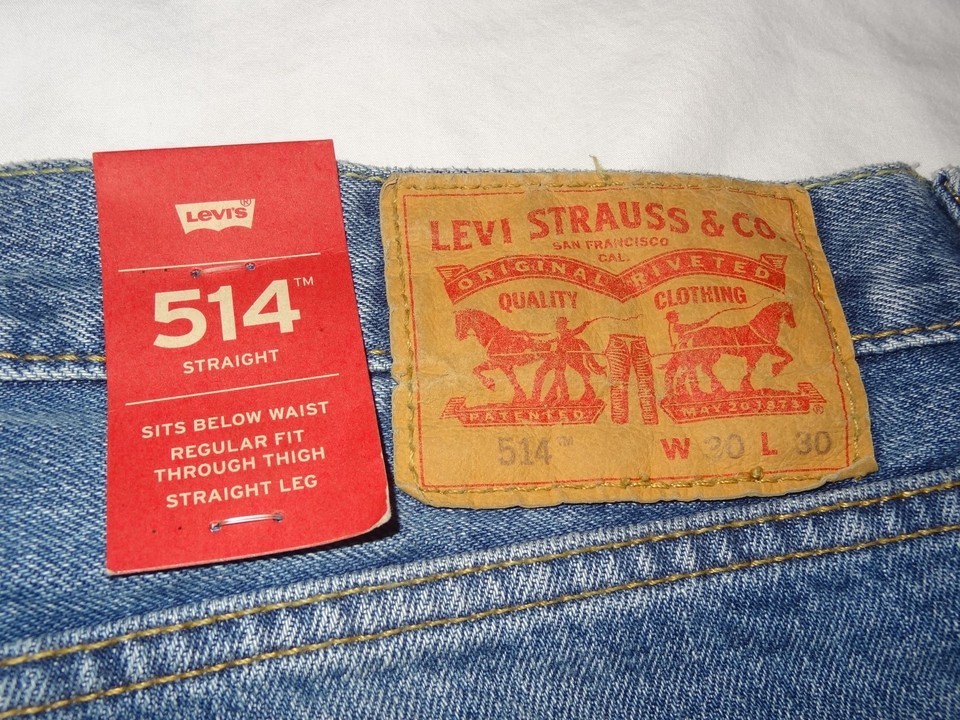 LEVI'S®
514™
STRAIGHT
SITS BELOW WAIST
REGULAR FIT
THROUGH THIGH
STRAIGHT LEG
LEVI STRAUSS & CO.
SAN FRANCISCO
CAL.
ORIGINAL RIVETED
QUALITY CLOTHING
PATENTED MAY 20 1873 ®
514™ W 30 L 30